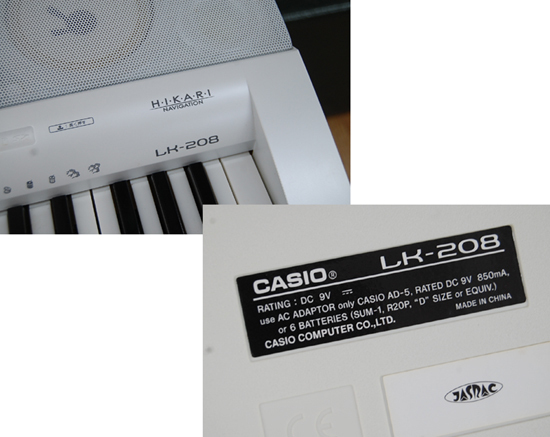 H·I·K·A·R·I
NAVIGATION
LK-208
CASIO® LK-208
RATING : DC 9V
use AC ADAPTOR only CASIO AD-5, RATED DC 9V 850mA,
or 6 BATTERIES (SUM-1, R20P, "D" SIZE or EQUIV.)
CASIO COMPUTER CO.,LTD. MADE IN CHINA
JASRAC
CE